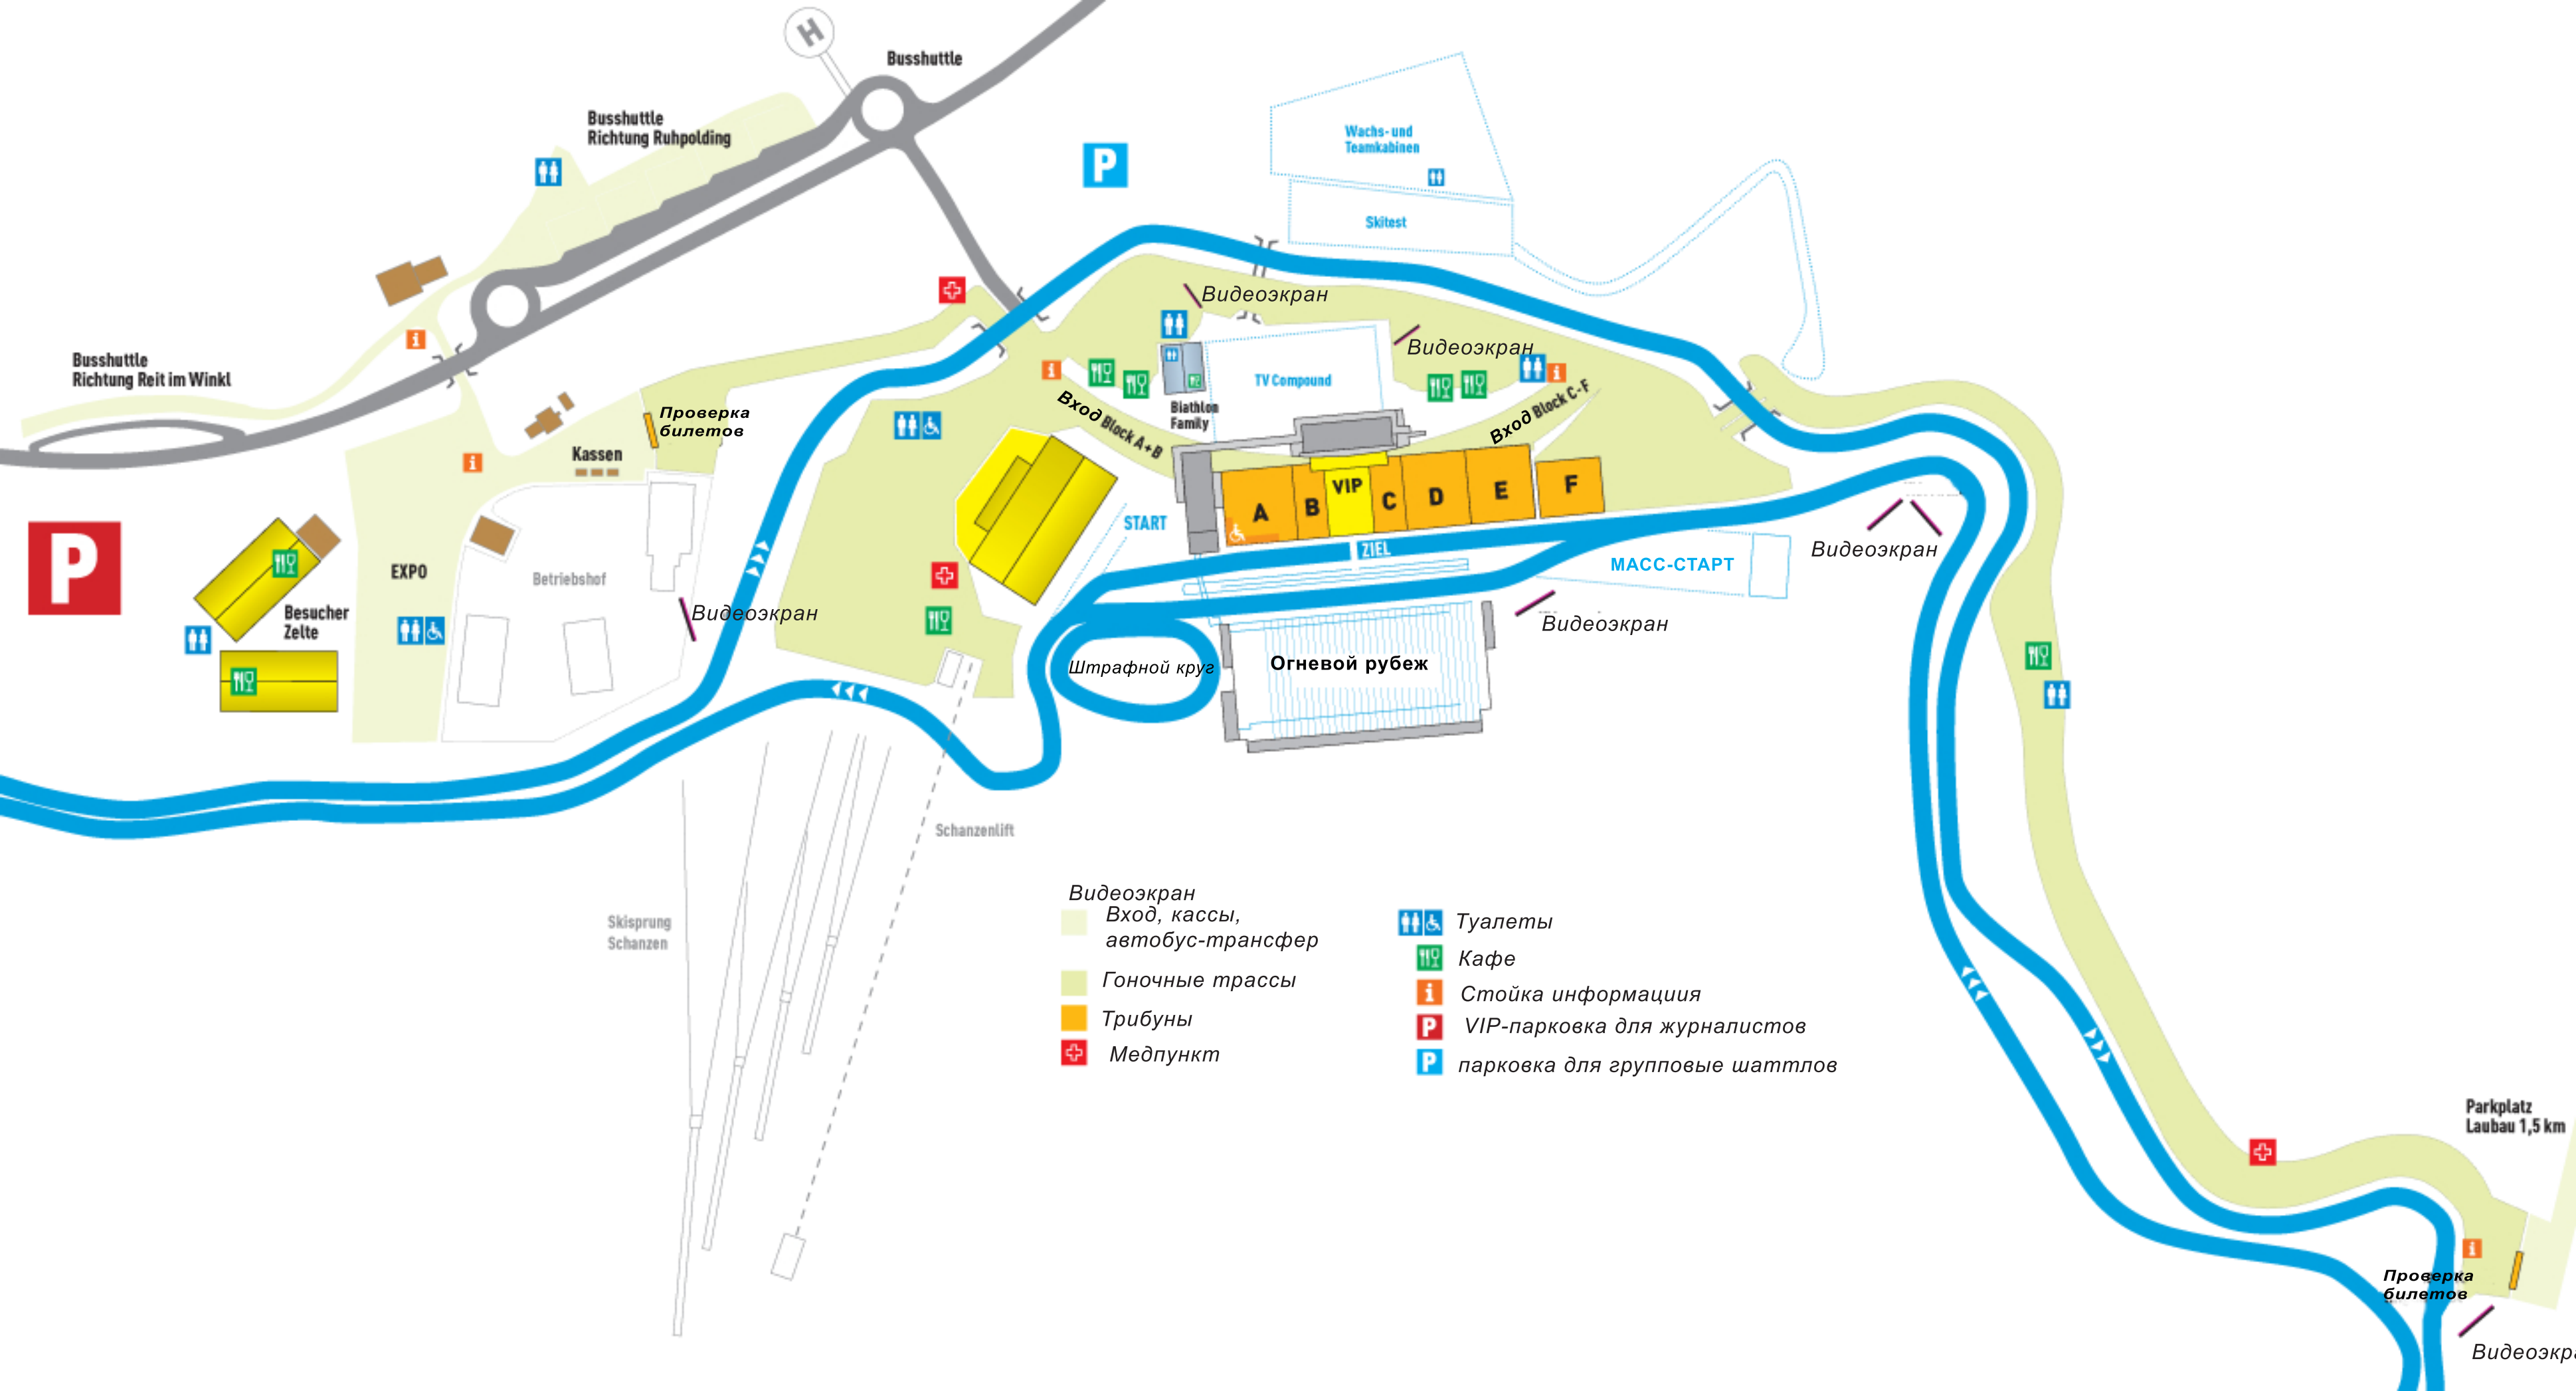 H
Busshuttle
Busshuttle
Richtung Ruhpolding
P
Wachs- und
Teamkabinen
Skitest
Видеоэкран
Видеоэкран
i
Busshuttle
Richtung Reit im Winkl
i
TV Compound
i
Biathlon
Family
Вход Block A+B
Вход Block C-F
Проверка
билетов
Kassen
i
P
EXPO
Betriebshof
Besucher
Zelte
Видеоэкран
START
A
B
VIP
C
D
E
F
ZIEL
МАСС-СТАРТ
Видеоэкран
Видеоэкран
Штрафной круг
Огневой рубеж
Schanzenlift
Skisprung
Schanzen
Видеоэкран
Вход, кассы,
автобус-трансфер
Гоночные трассы
Трибуны
Медпункт
Туалеты
Кафе
i Стойка информациия
P VIP-парковка для журналистов
P парковка для групповые шаттлов
Parkplatz
Laubau 1,5 km
i
Проверка
билетов
Видеоэкр